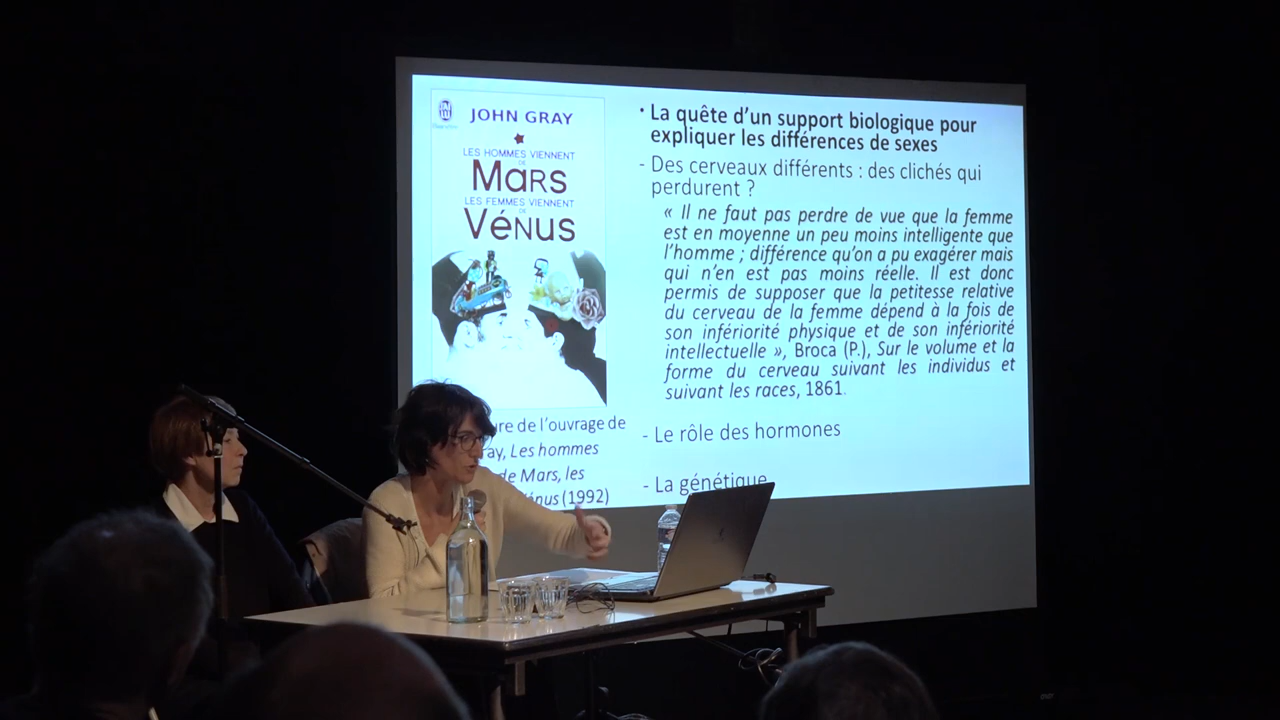 JOHN GRAY
LES HOMMES VIENNENT
DE
MARS
LES FEMMES VIENNENT
DE
VéNUS
ure de l'ouvrage de
ray, Les hommes
de Mars, les
énus (1992)
• La quête d'un support biologique pour
expliquer les différences de sexes
- Des cerveaux différents : des clichés qui
perdurent ?
« Il ne faut pas perdre de vue que la femme
est en moyenne un peu moins intelligente que
l'homme ; différence qu'on a pu exagérer mais
qui n'en est pas moins réelle. Il est donc
permis de supposer que la petitesse relative
du cerveau de la femme dépend à la fois de
son infériorité physique et de son infériorité
intellectuelle », Broca (P.), Sur le volume et la
forme du cerveau suivant les individus et
suivant les races, 1861.
- Le rôle des hormones
- La génétique